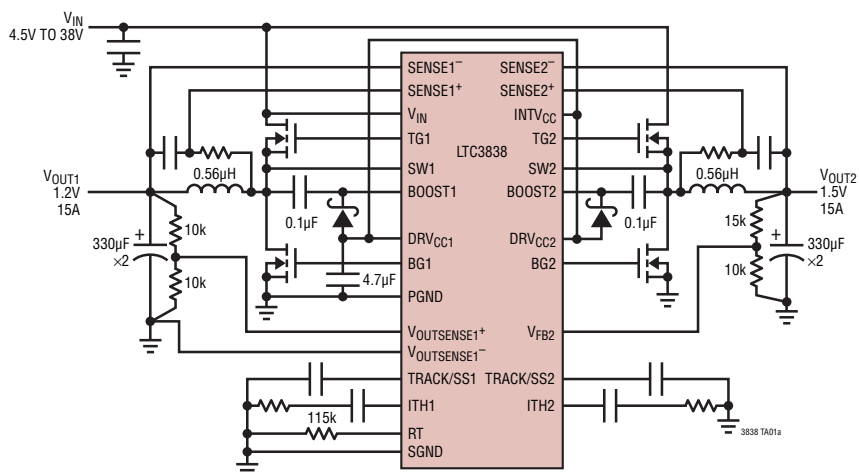 VIN
4.5V TO 38V
SENSE1–
SENSE2–
SENSE1+
SENSE2+
VIN
INTVCC
TG1
LTC3838
TG2
SW1
SW2
VOUT1
1.2V
15A
0.56µH
BOOST1
BOOST2
0.56µH
VOUT2
1.5V
15A
0.1µF
0.1µF
10k
15k
DRVCC1
DRVCC2
+
330µF
×2
4.7µF
BG1
BG2
+
330µF
×2
10k
10k
PGND
VOUTSENSE1+
VFB2
VOUTSENSE1–
TRACK/SS1
TRACK/SS2
ITH1
ITH2
115k
RT
SGND
3838 TA01a